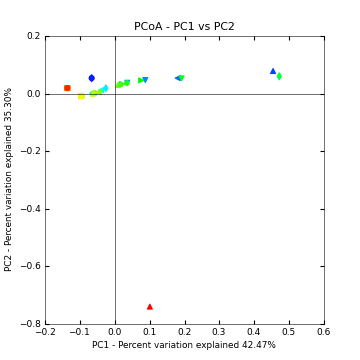 PCoA - PC1 vs PC2
0.2
0.0
−0.2
−0.4
−0.6
−0.8
PC2 - Percent variation explained 35.30%
−0.2 −0.1 0.0 0.1 0.2 0.3 0.4 0.5 0.6
PC1 - Percent variation explained 42.47%